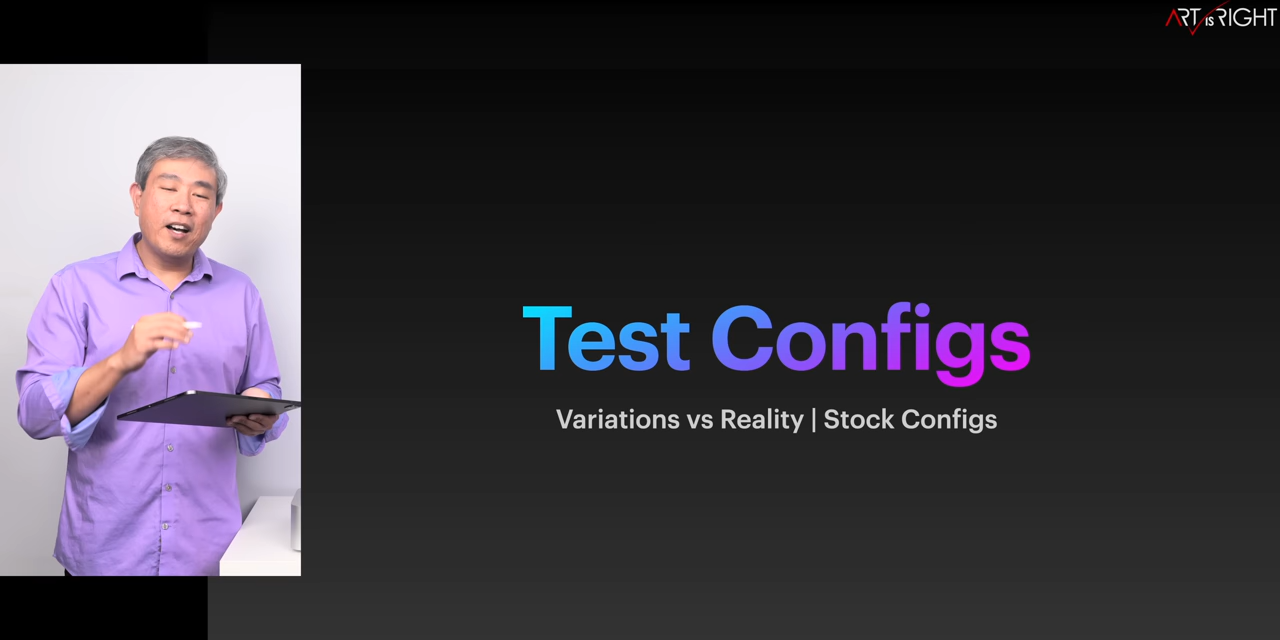 ART IS RIGHT
Test Configs
Variations vs Reality | Stock Configs